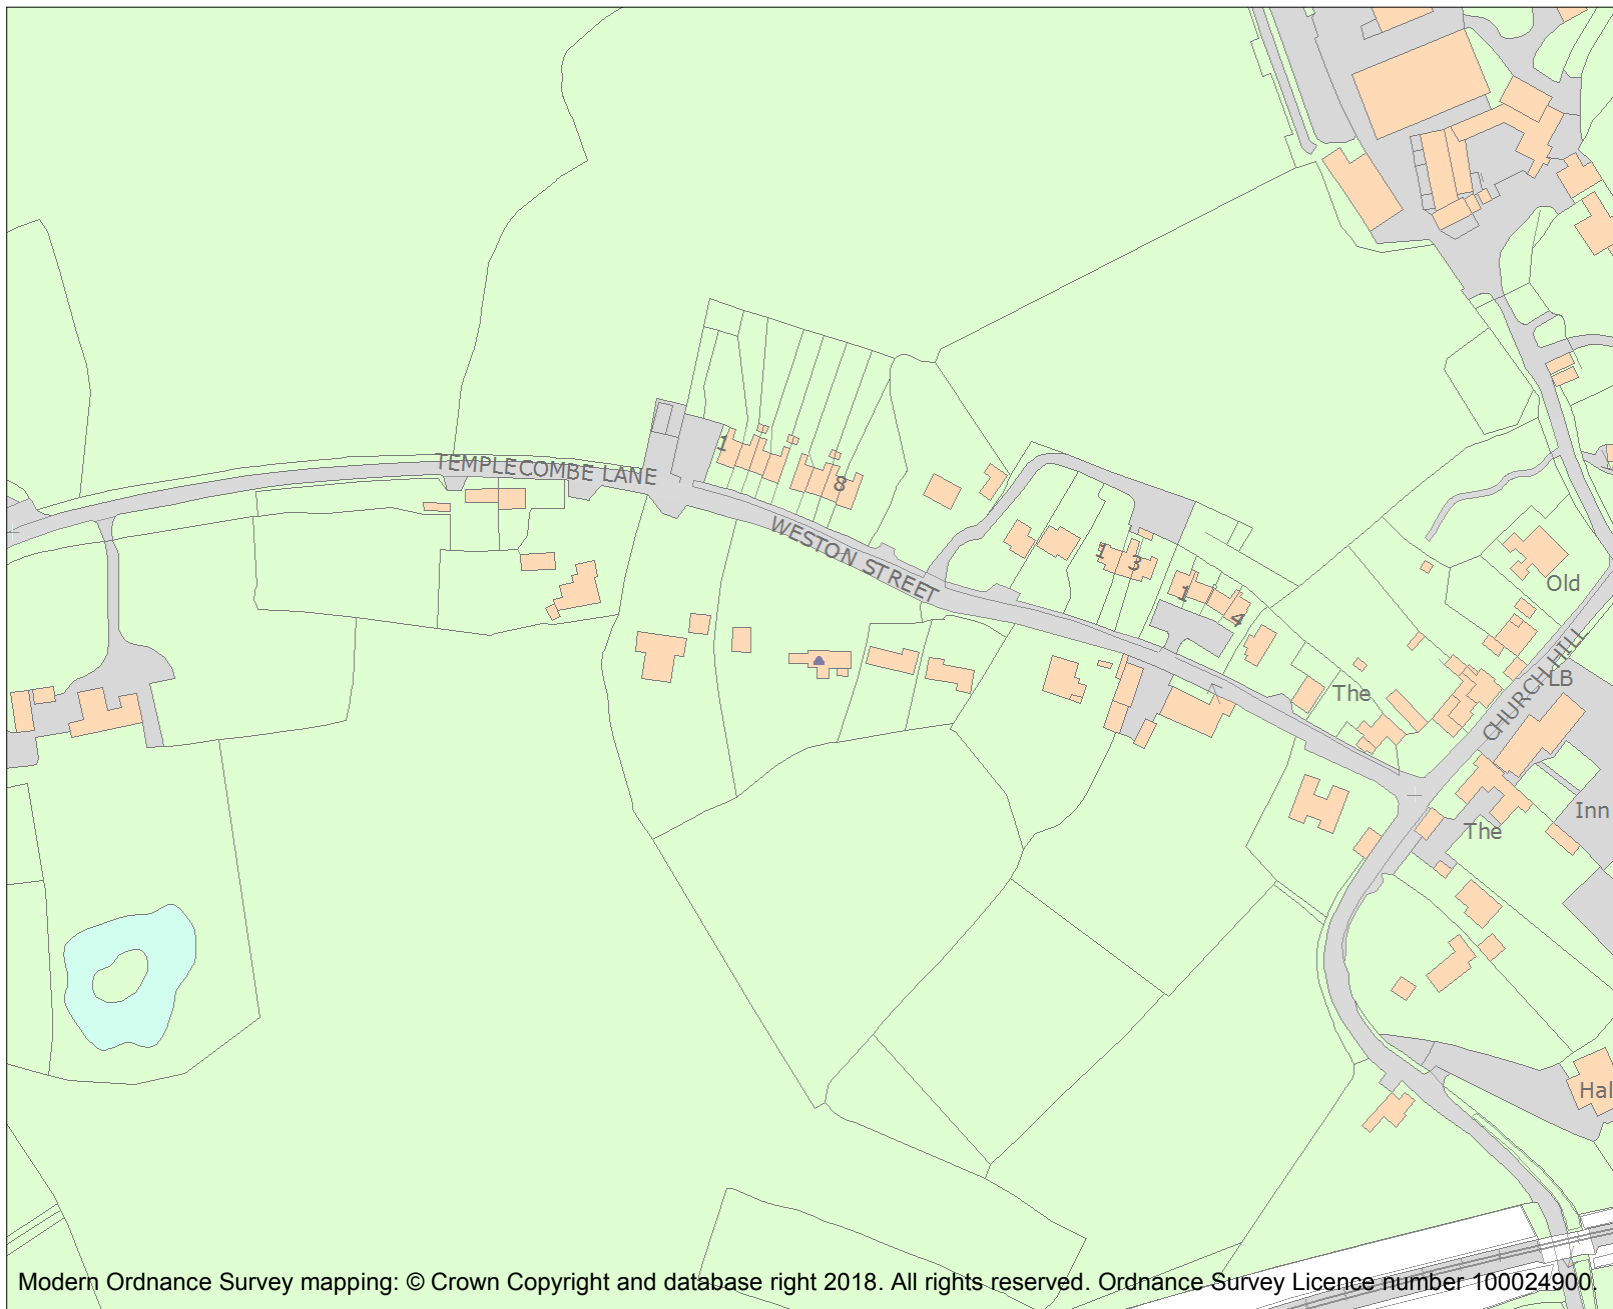 TEMPLECOMBE LANE
1
8
WESTON STREET
1
3
1
4
Old
The
CHURCH HILL
LB
The
Inn
Hal
Modern Ordnance Survey mapping: © Crown Copyright and database right 2018. All rights reserved. Ordnance Survey Licence number 100024900.